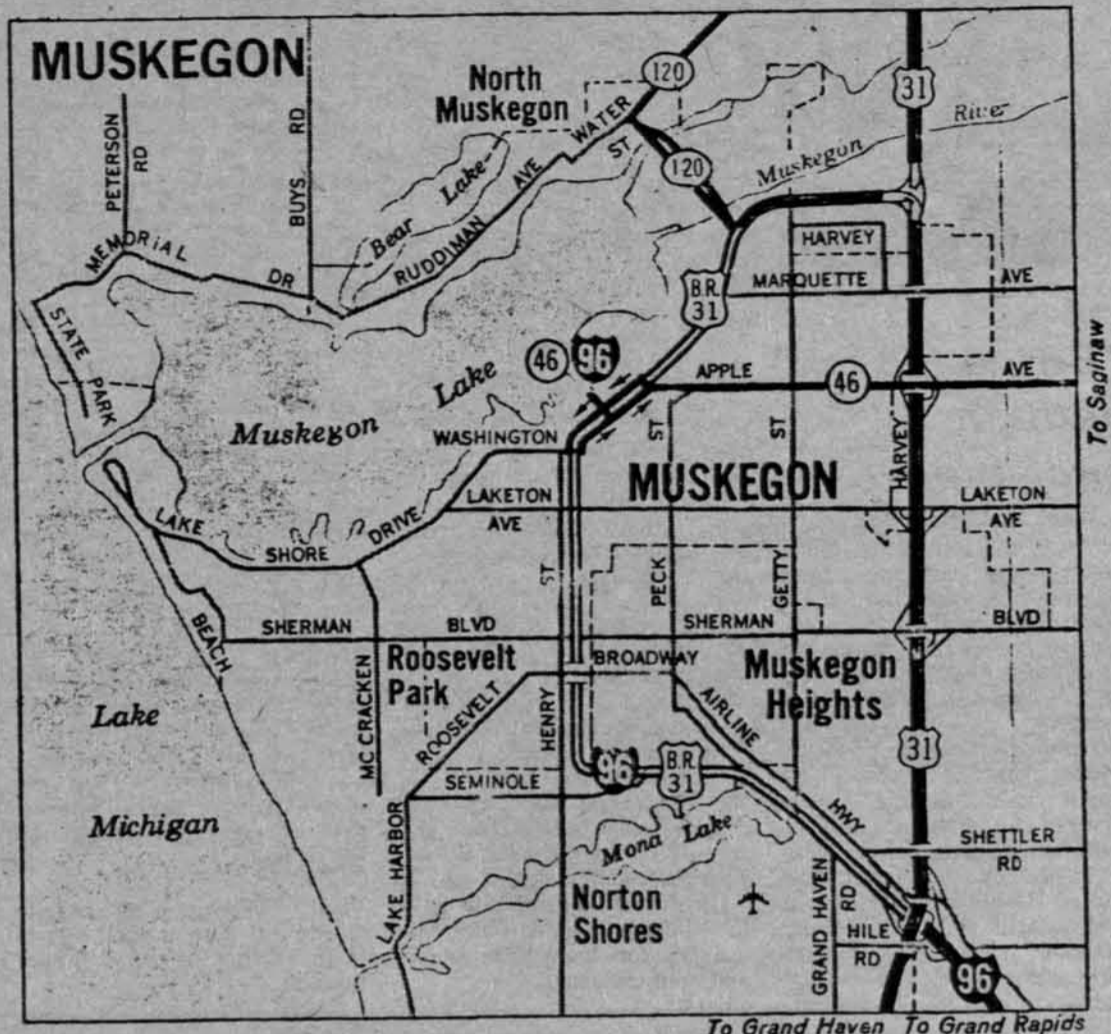 MUSKEGON
PETERSON
RD
BUYS
RD
North
Muskegon
120
31
WATER
ST
120
Muskegon
River
Bear
Lake
RUDDIMAN
AVE
MEMORIAL
DR
HARVEY
MARQUETTE
AVE
B.R.
31
STATE PARK
46
96
Lake
APPLE
46
AVE
To Saginaw
Muskegon
WASHINGTON
ST
ST
HARVEY
MUSKEGON
LAKETON
AVE
LAKETON
AVE
LAKE
SHORE
DRIVE
ST
PECK
GETTY
BEACH
SHERMAN
BLVD
SHERMAN
BLVD
Roosevelt
Park
BROADWAY
Muskegon
Heights
MC CRACKEN
ROOSEVELT
HENRY
AIRLINE
Lake
Michigan
SEMINOLE
96
B.R.
31
31
HWY
Mona Lake
SHETTLER
RD
LAKE HARBOR
Norton
Shores
GRAND HAVEN
RD
HILE
RD
96
To Grand Haven
To Grand Rapids